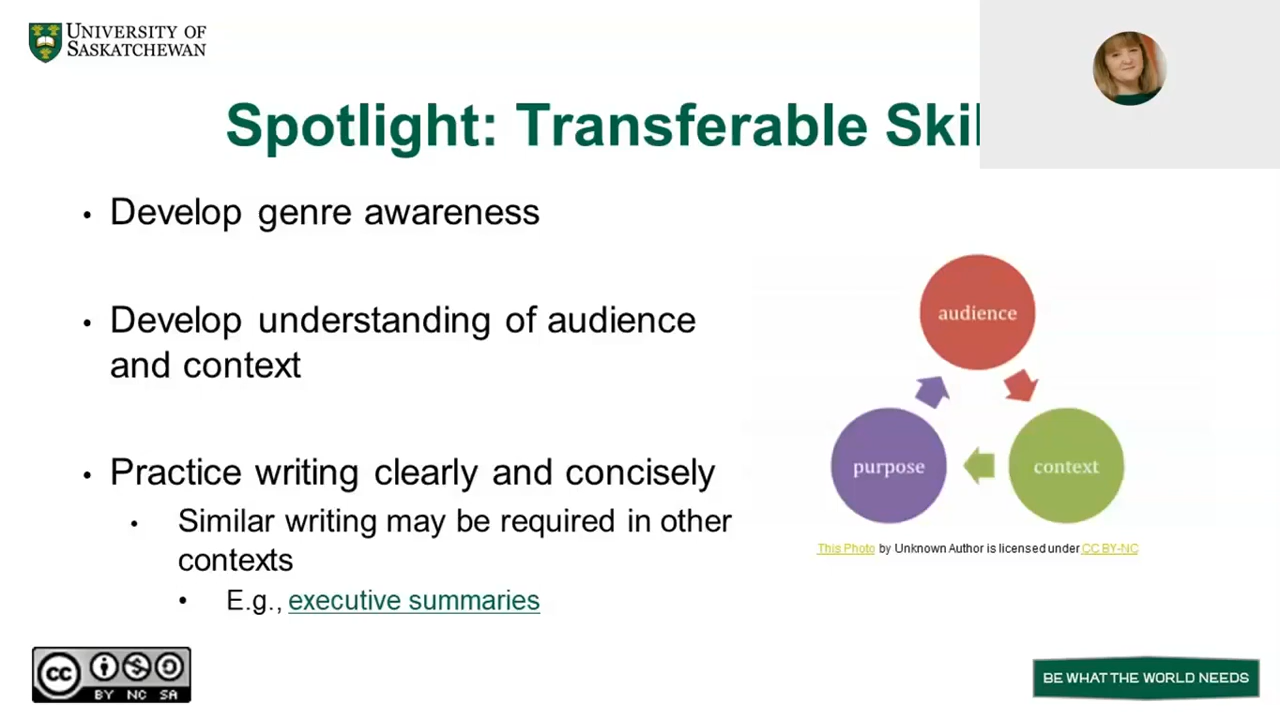 UNIVERSITY OF
SASKATCHEWAN
Spotlight: Transferable
• Develop genre awareness
• Develop understanding of audience
and context
• Practice writing clearly and concisely
• Similar writing may be required in other
contexts
• E.g., executive summaries
audience
purpose
context
This Photo by Unknown Author is licensed under CC BY-NC
cc
BY NC SA
BE WHAT THE WORLD NEEDS